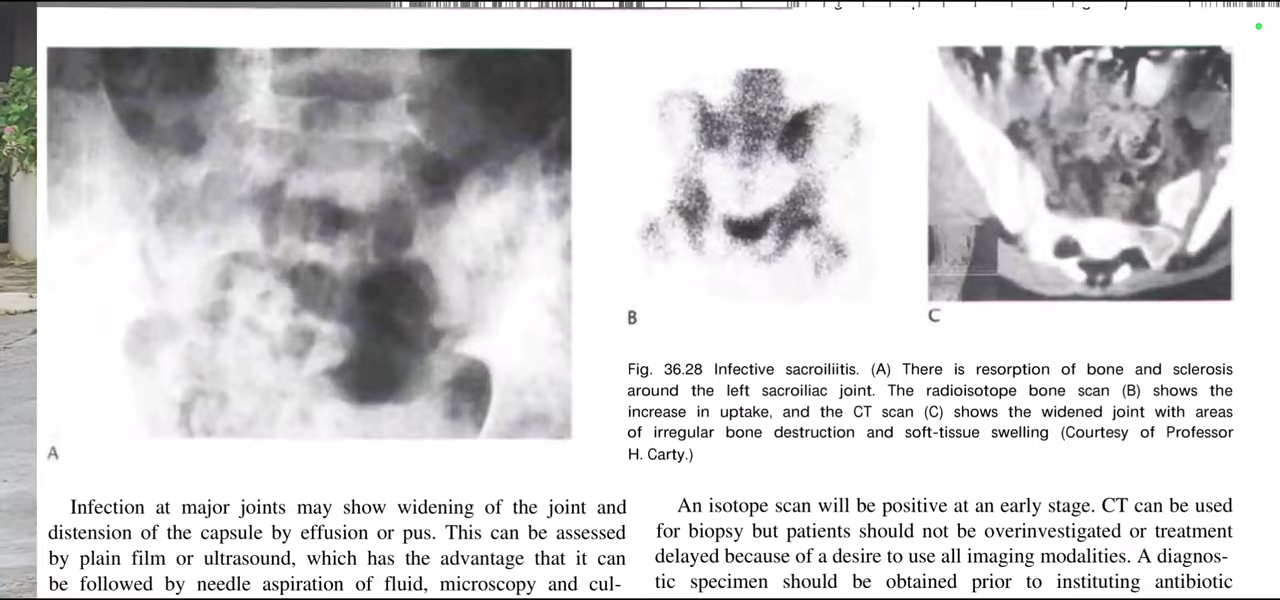 A
B
C
Fig. 36.28 Infective sacroiliitis. (A) There is resorption of bone and sclerosis
around the left sacroiliac joint. The radioisotope bone scan (B) shows the
increase in uptake, and the CT scan (C) shows the widened joint with areas
of irregular bone destruction and soft-tissue swelling (Courtesy of Professor
H. Carty.)
Infection at major joints may show widening of the joint and
distension of the capsule by effusion or pus. This can be assessed
by plain film or ultrasound, which has the advantage that it can
be followed by needle aspiration of fluid, microscopy and cul-
An isotope scan will be positive at an early stage. CT can be used
for biopsy but patients should not be overinvestigated or treatment
delayed because of a desire to use all imaging modalities. A diagnos-
tic specimen should be obtained prior to instituting antibiotic